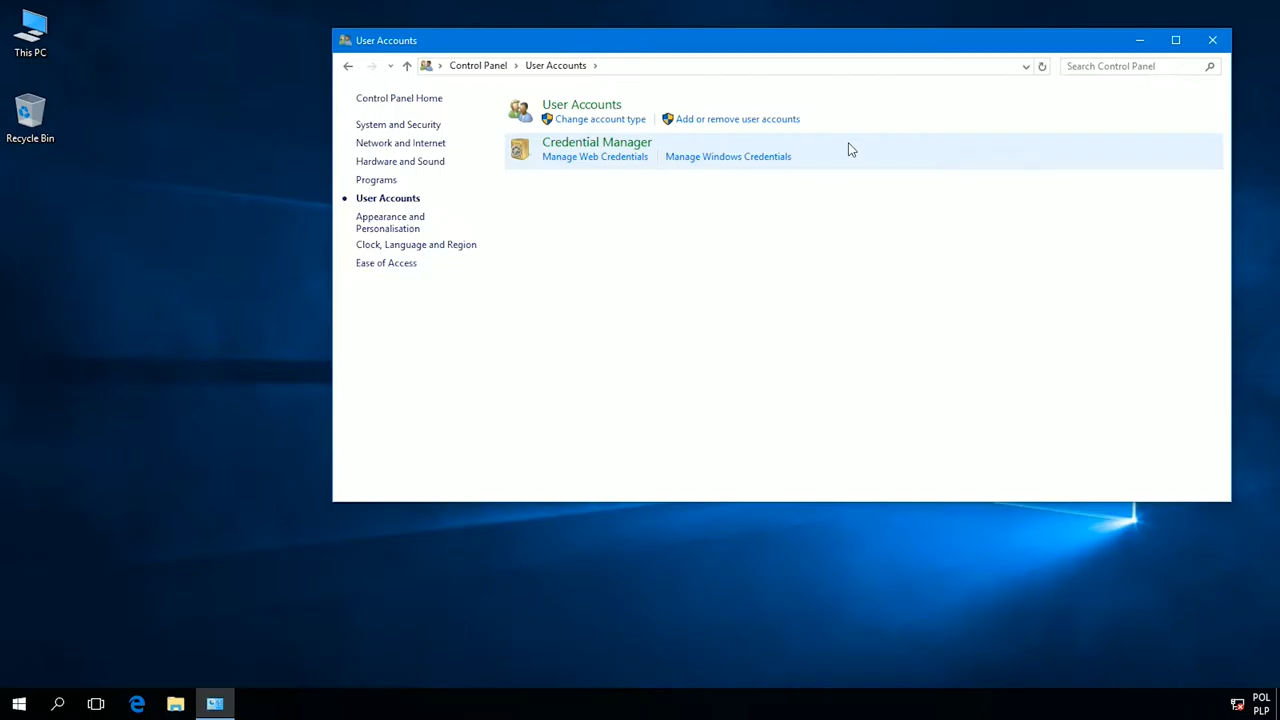 This PC
Recycle Bin
User Accounts
Control Panel
User Accounts
Search Control Panel
Control Panel Home
System and Security
Network and Internet
Hardware and Sound
Programs
User Accounts
Appearance and
Personalisation
Clock, Language and Region
Ease of Access
User Accounts
Change account type
Add or remove user accounts
Credential Manager
Manage Web Credentials
Manage Windows Credentials
POL
PLP